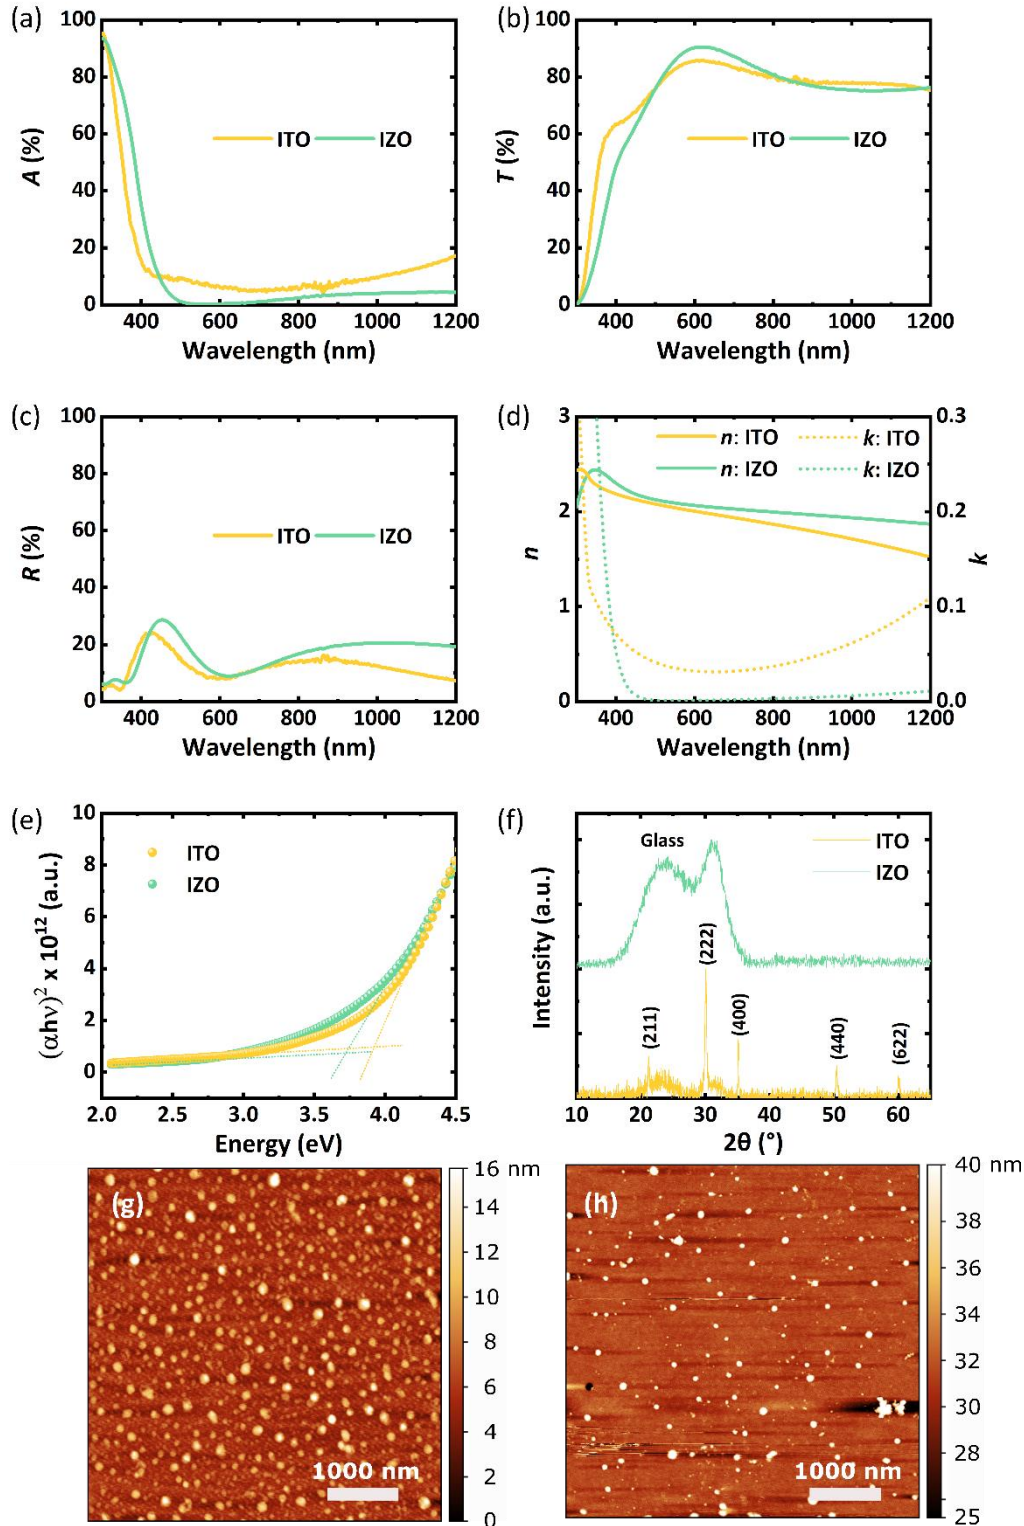 (a)
100
80
60
40
20
0
A (%)
ITO
IZO
400
600
800
1000
1200
Wavelength (nm)
(b)
100
80
60
40
20
0
T (%)
ITO
IZO
400
600
800
1000
1200
Wavelength (nm)
(c)
100
80
60
40
20
0
R (%)
ITO
IZO
400
600
800
1000
1200
Wavelength (nm)
(d)
3
2
1
0
n
n: ITO
k: ITO
n: IZO
k: IZO
0.3
0.2
0.1
0.0
k
400
600
800
1000
1200
Wavelength (nm)
(e)
10
8
6
4
2
0
(αhν)² x 10¹² (a.u.)
ITO
IZO
2.0
2.5
3.0
3.5
4.0
4.5
Energy (eV)
(f)
Intensity (a.u.)
Glass
ITO
IZO
(211)
(222)
(400)
(440)
(622)
10
20
30
40
50
60
2θ (°)
(g)
1000 nm
16 nm
14
12
10
8
6
4
2
0
(h)
1000 nm
40 nm
38
36
34
32
30
28
25